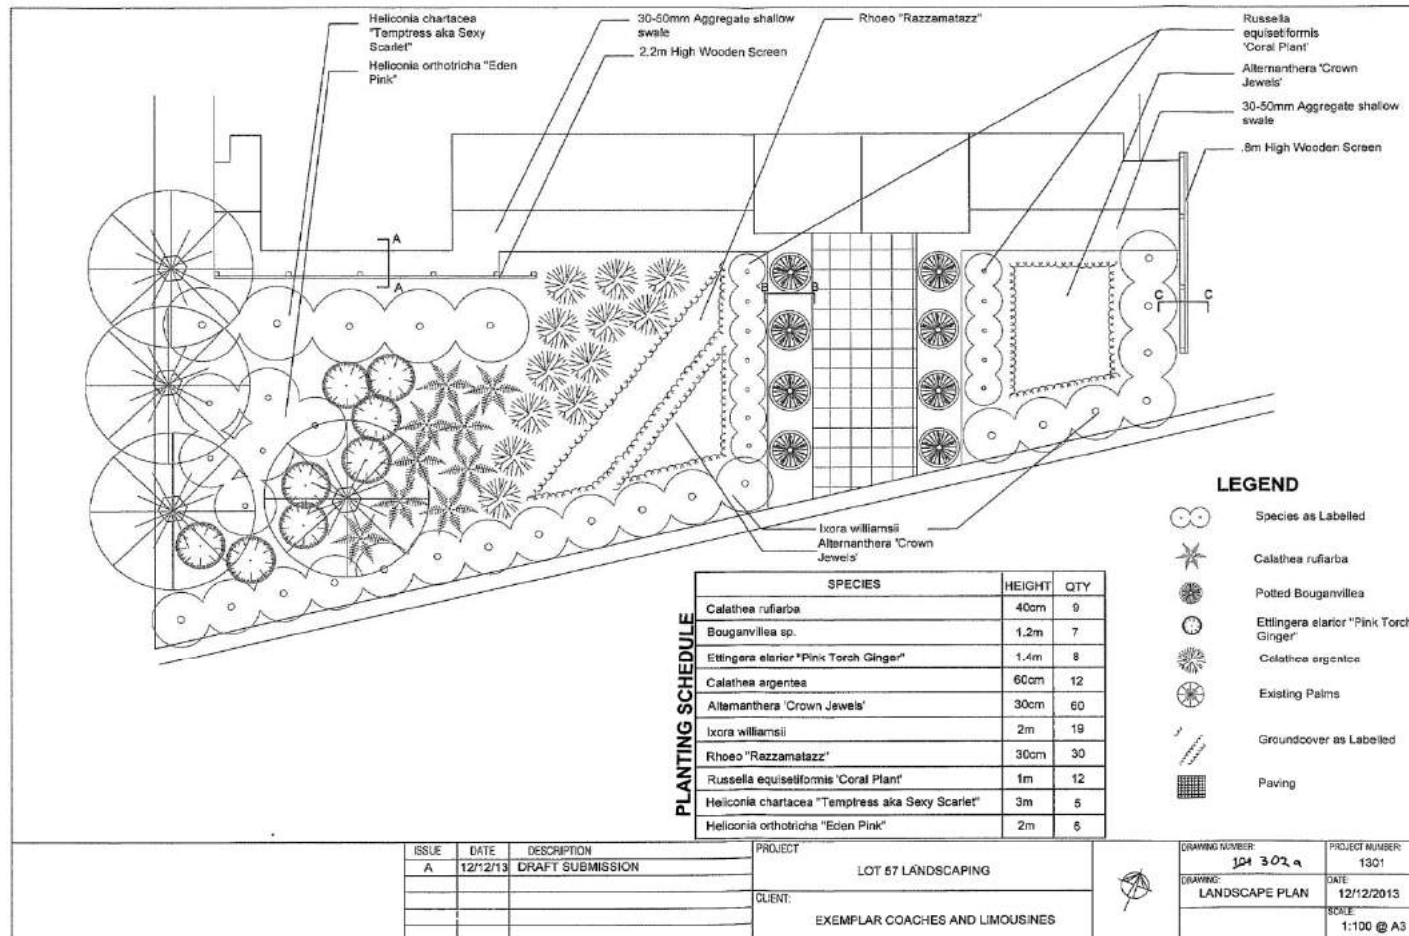 Heliconia chartacea
"Temptress aka Sexy
Scarlet"
Heliconia orthotricha "Eden
Pink"
30-50mm Aggregate shallow
swale
2.2m High Wooden Screen
Rhoeo "Razzamatazz"
Russella
equisetiformis
'Coral Plant'
Alternanthera 'Crown
Jewels'
30-50mm Aggregate shallow
swale
.8m High Wooden Screen
A
A
B B
C C
Ixora williamsii
Alternanthera 'Crown
Jewels'
LEGEND
Species as Labelled
Calathea rufiarba
Potted Bouganvillea
Ettlingera elarior "Pink Torch
Ginger"
Calathea argentea
Existing Palms
Groundcover as Labelled
Paving
PLANTING SCHEDULE
SPECIES HEIGHT QTY
Calathea rufiarba 40cm 9
Bouganvillea sp. 1.2m 7
Ettingera elarior "Pink Torch Ginger" 1.4m 8
Calathea argentea 60cm 12
Alternanthera 'Crown Jewels' 30cm 60
Ixora williamsii 2m 19
Rhoeo "Razzamatazz" 30cm 30
Russella equisetiformis 'Coral Plant' 1m 12
Heliconia chartacea "Temptress aka Sexy Scarlet" 3m 5
Heliconia orthotricha "Eden Pink" 2m 6
ISSUE DATE DESCRIPTION
A 12/12/13 DRAFT SUBMISSION
PROJECT
LOT 57 LANDSCAPING
CLIENT:
EXEMPLAR COACHES AND LIMOUSINES
DRAWING NUMBER:
302a
PROJECT NUMBER:
1301
DRAWING:
LANDSCAPE PLAN
DATE:
12/12/2013
SCALE:
1:100 @ A3